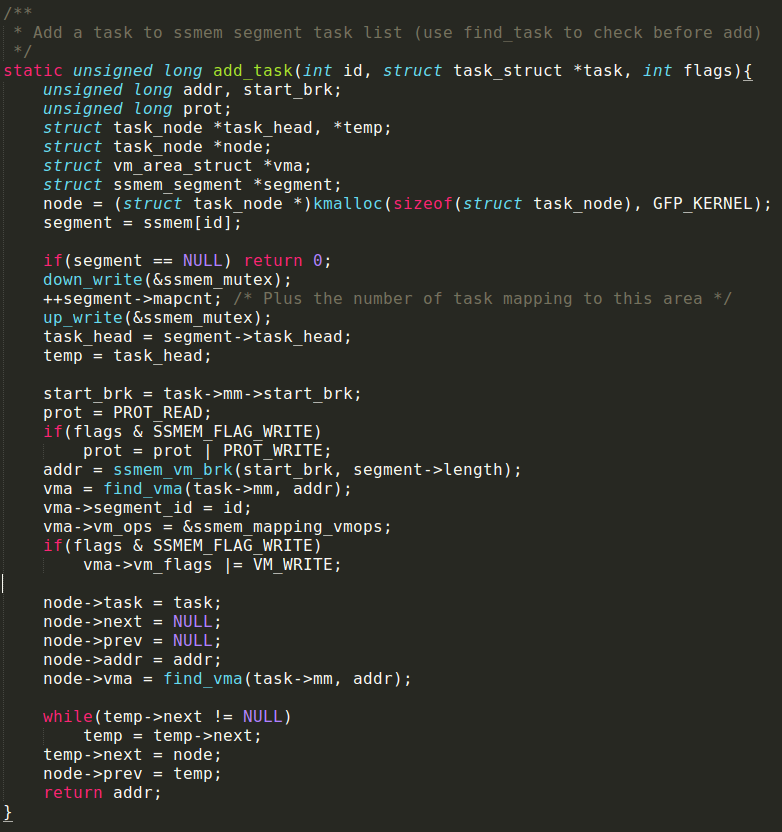 /**
 * Add a task to ssmem segment task list (use find_task to check before add)
 */
static unsigned long add_task(int id, struct task_struct *task, int flags){
    unsigned long addr, start_brk;
    unsigned long prot;
    struct task_node *task_head, *temp;
    struct task_node *node;
    struct vm_area_struct *vma;
    struct ssmem_segment *segment;
    node = (struct task_node *)kmalloc(sizeof(struct task_node), GFP_KERNEL);
    segment = ssmem[id];

    if(segment == NULL) return 0;
    down_write(&ssmem_mutex);
    ++segment->mapcnt; /* Plus the number of task mapping to this area */
    up_write(&ssmem_mutex);
    task_head = segment->task_head;
    temp = task_head;

    start_brk = task->mm->start_brk;
    prot = PROT_READ;
    if(flags & SSMEM_FLAG_WRITE)
        prot = prot | PROT_WRITE;
    addr = ssmem_vm_brk(start_brk, segment->length);
    vma = find_vma(task->mm, addr);
    vma->segment_id = id;
    vma->vm_ops = &ssmem_mapping_vmops;
    if(flags & SSMEM_FLAG_WRITE)
        vma->vm_flags |= VM_WRITE;

    node->task = task;
    node->next = NULL;
    node->prev = NULL;
    node->addr = addr;
    node->vma = find_vma(task->mm, addr);

    while(temp->next != NULL)
        temp = temp->next;
    temp->next = node;
    node->prev = temp;
    return addr;
}